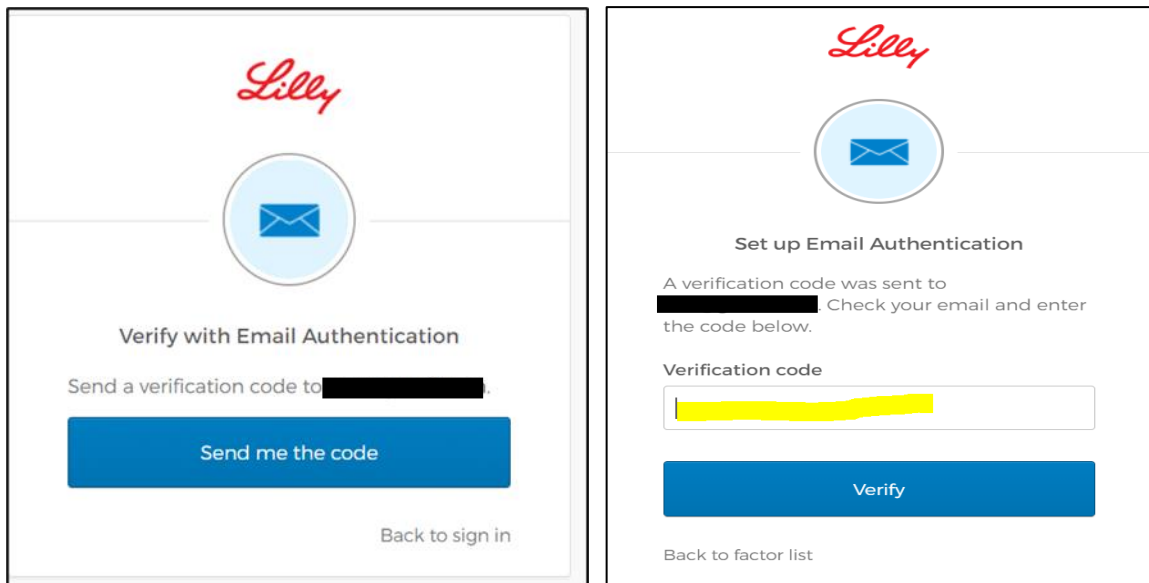 Lilly
Verify with Email Authentication
Send a verification code to .
Send me the code
Back to sign in
Lilly
Set up Email Authentication
A verification code was sent to
. Check your email and enter
the code below.
Verification code
Verify
Back to factor list